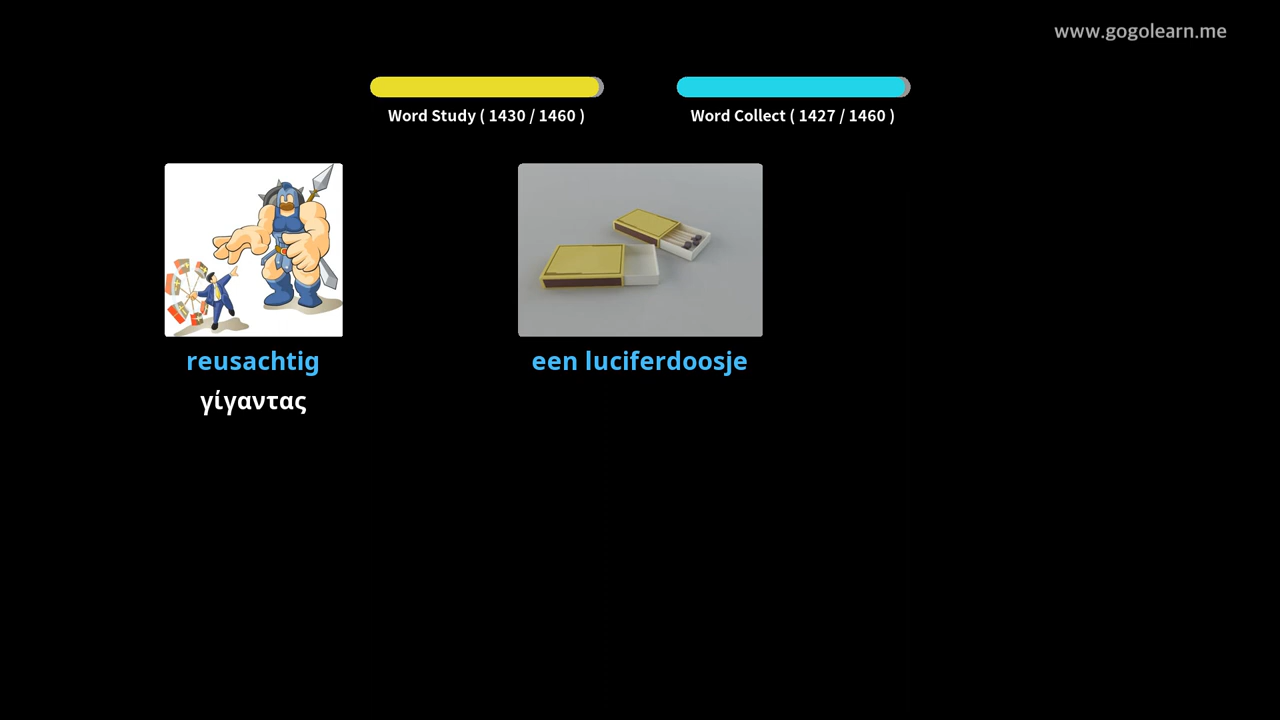 www.gogolearn.me
Word Study ( 1430 / 1460 )
Word Collect ( 1427 / 1460 )
reusachtig
een luciferdoosje
γίγαντας